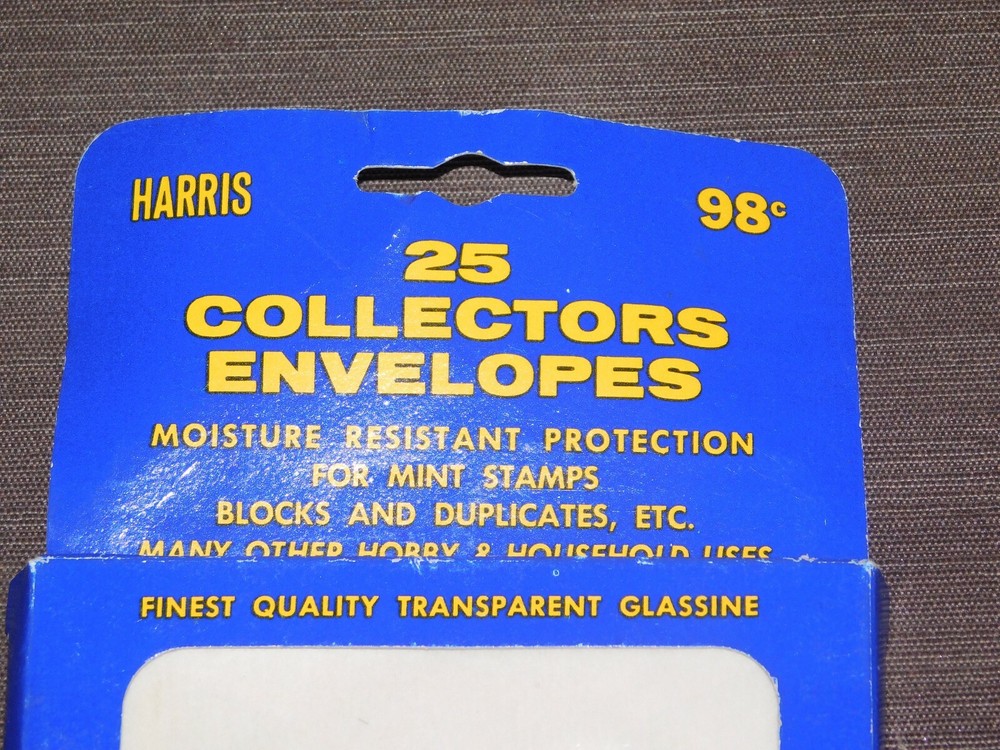 HARRIS
98c
25
COLLECTORS
ENVELOPES
MOISTURE RESISTANT PROTECTION
FOR MINT STAMPS
BLOCKS AND DUPLICATES, ETC.
MANY OTHER HOBBY & HOUSEHOLD USES
FINEST QUALITY TRANSPARENT GLASSINE